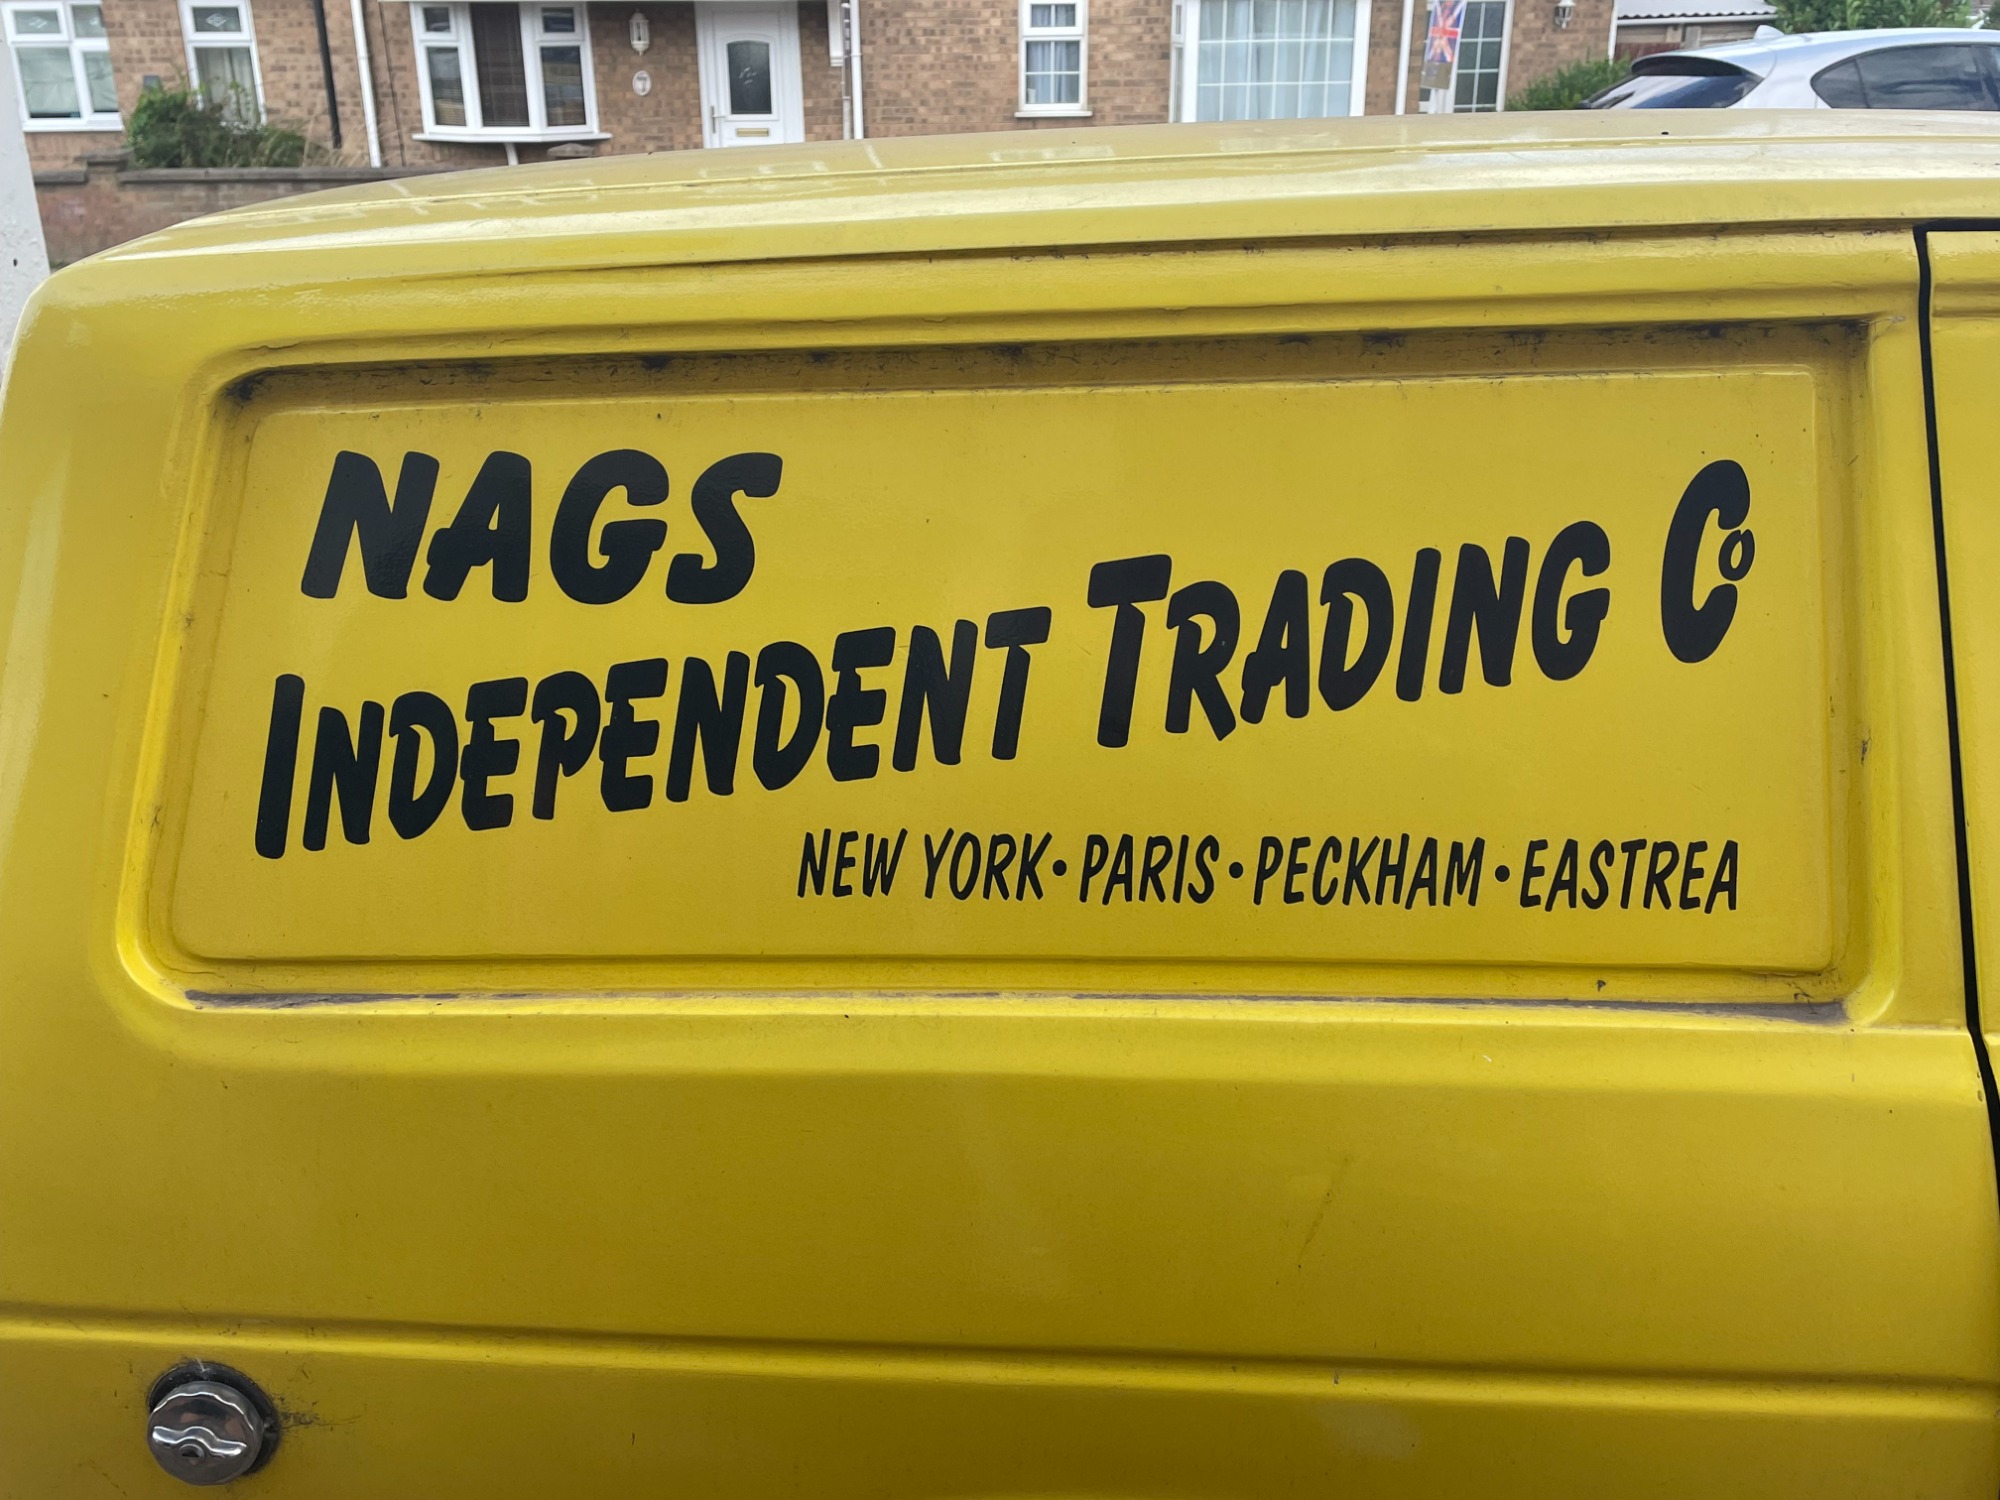 NAGS
INDEPENDENT TRADING Co
NEW YORK • PARIS • PECKHAM • EASTREA